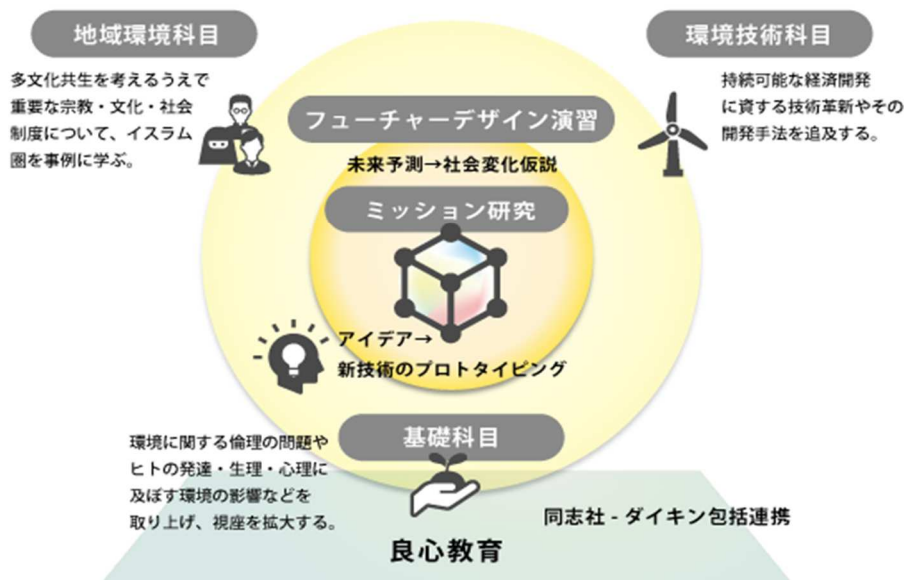 地域環境科目
多文化共生を考えるうえで
重要な宗教・文化・社会
制度について、イスラム
圏を事例に学ぶ。
環境技術科目
持続可能な経済開発
に資する技術革新やその
開発手法を追及する。
フューチャーデザイン演習
未来予測→社会変化仮説
ミッション研究
アイデア→
新技術のプロトタイピング
基礎科目
環境に関する倫理の問題や
ヒトの発達・生理・心理に
及ぼす環境の影響などを
取り上げ、視座を拡大する。
同志社 - ダイキン包括連携
良心教育